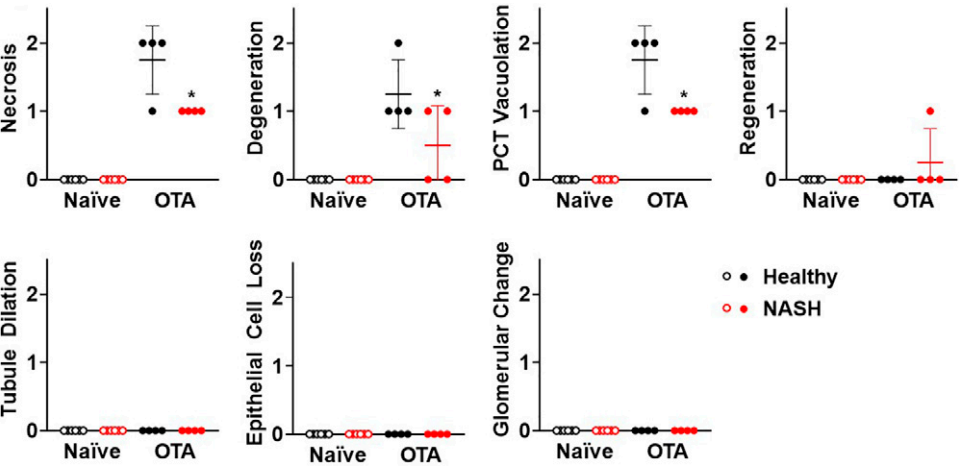 Necrosis
2
1
0
*
Naïve OTA
Degeneration
2
1
0
*
Naïve OTA
PCT Vacuolation
2
1
0
*
Naïve OTA
Regeneration
2
1
0
Naïve OTA
Tubule Dilation
2
1
0
Naïve OTA
Epithelial Cell Loss
2
1
0
Naïve OTA
Glomerular Change
2
1
0
Naïve OTA
Healthy
NASH